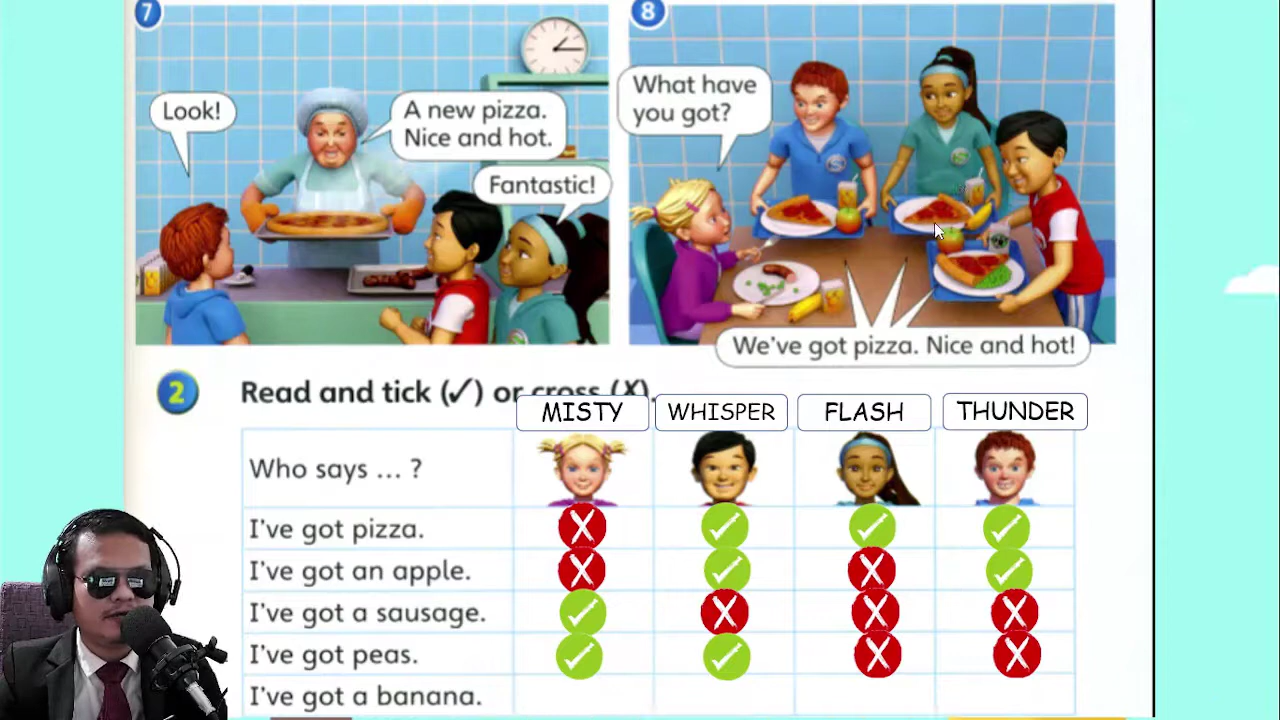 7
Look!
A new pizza.
Nice and hot.
Fantastic!
8
What have
you got?
We've got pizza. Nice and hot!
2
Read and tick (✓) or cross (✗).
MISTY
WHISPER
FLASH
THUNDER
Who says ... ?
I've got pizza.
I've got an apple.
I've got a sausage.
I've got peas.
I've got a banana.